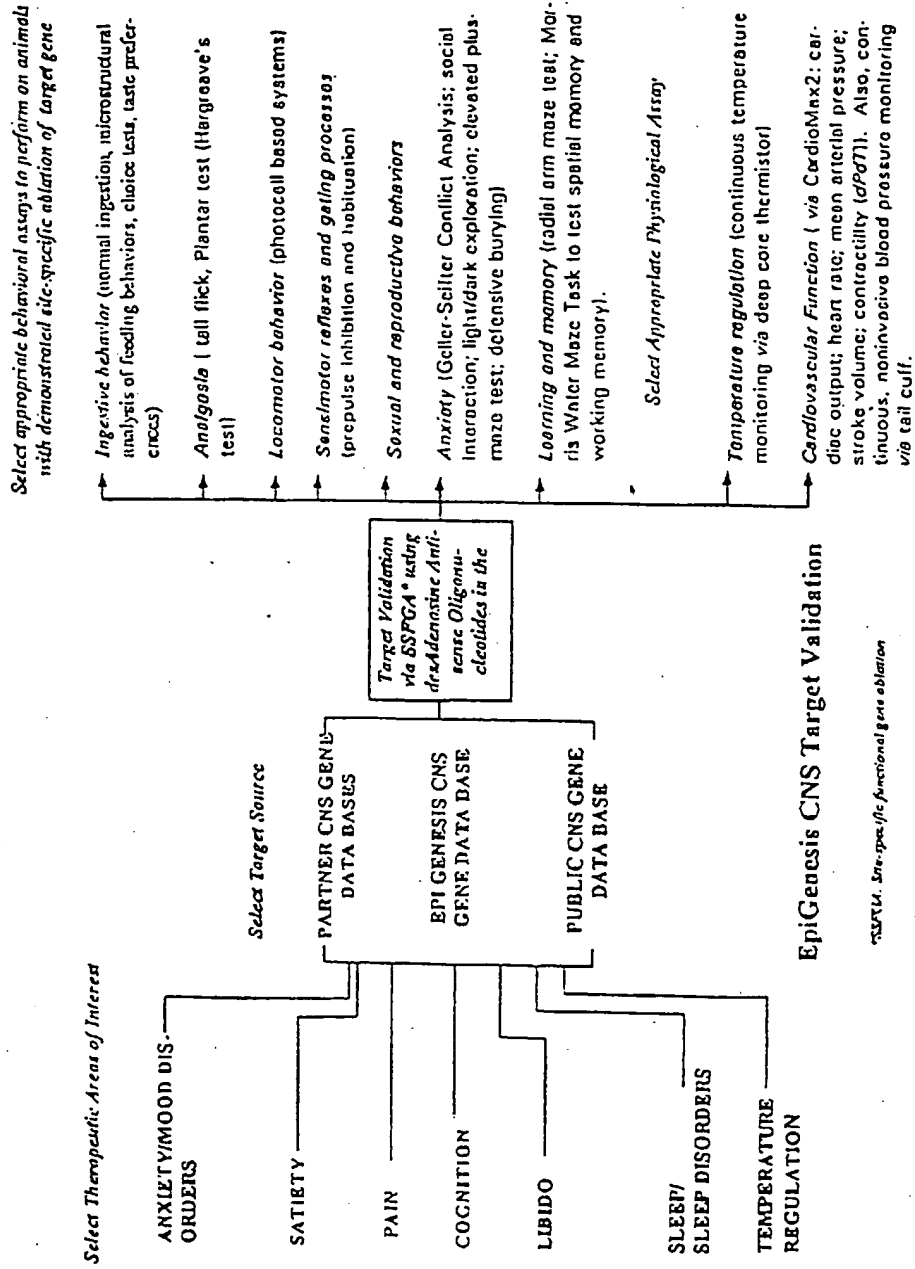 Select Therapeutic Areas of Interest
ANXIETY/MOOD DIS-
ORDERS
SATIETY
PAIN
COGNITION
LIBIDO
SLEEP/
SLEEP DISORDERS
TEMPERATURE
REGULATION
Select Target Source
PARTNER CNS GENE
DATA BASES
EPI GENESIS CNS
GENE DATA BASE
PUBLIC CNS GENE
DATA BASE
Target Validation
via SSFGA* using
desAdenosine Anti-
sense Oligonu-
cleotides in the
Select appropriate behavioral assays to perform on animals
with demonstrated site-specific ablation of target gene
Ingestive behavior (normal ingestion, microstructural
analysis of feeding behaviors, choice tests, taste prefer-
ences)
Analgesia ( tail flick, Plantar test (Hargreave's
test)
Locomotor behavior (photocell based systems)
Sensimotor reflexes and gating processes
(prepulse inhibition and habituation)
Sexual and reproductive behaviors
Anxiety (Geller-Seifter Conflict Analysis; social
interaction; light/dark exploration; elevated plus-
maze test; defensive burying)
Learning and memory (radial arm maze test; Mor-
ris Water Maze Task to test spatial memory and
working memory).
Select Appropriate Physiological Assay
Temperature regulation (continuous temperature
monitoring via deep core thermistor)
Cardiovascular Function ( via CardioMax2: car-
diac output; heart rate; mean arterial pressure;
stroke volume; contractility (dPdT)). Also, con-
tinuous, noninvasive blood pressure monitoring
via tail cuff.
EpiGenesis CNS Target Validation
Site-specific functional gene ablation